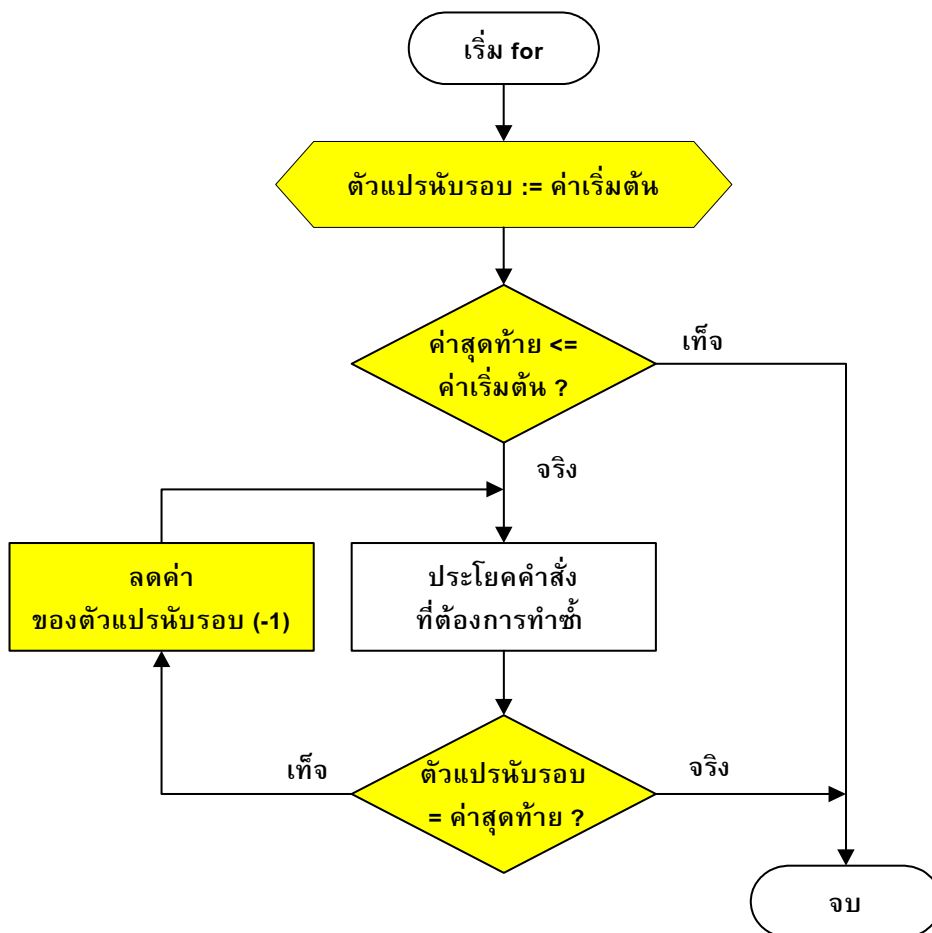 เริ่ม for
ตัวแปรนับรอบ := ค่าเริ่มต้น
ค่าสุดท้าย <=
ค่าเริ่มต้น ?
เท็จ
จริง
ลดค่า
ของตัวแปรนับรอบ (-1)
ประโยคคำสั่ง
ที่ต้องการทำซ้ำ
เท็จ
ตัวแปรนับรอบ
= ค่าสุดท้าย ?
จริง
จบ